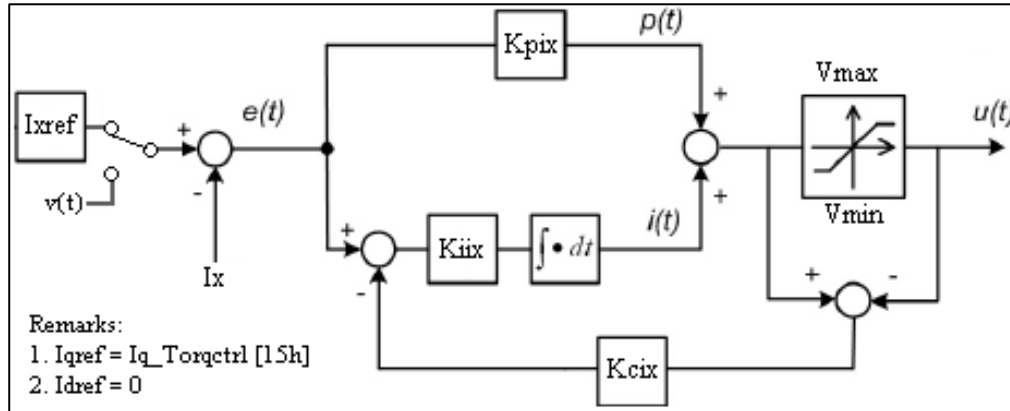 p(t)
Kpix
Vmax
Ixref
e(t)
+
+
u(t)
+
-
v(t)
+
Vmin
i(t)
+
Kiix
∫• dt
+
-
Ix
-
Remarks:
1. Iqref = Iq_Torqctrl [15h]
2. Idref = 0
Kcix